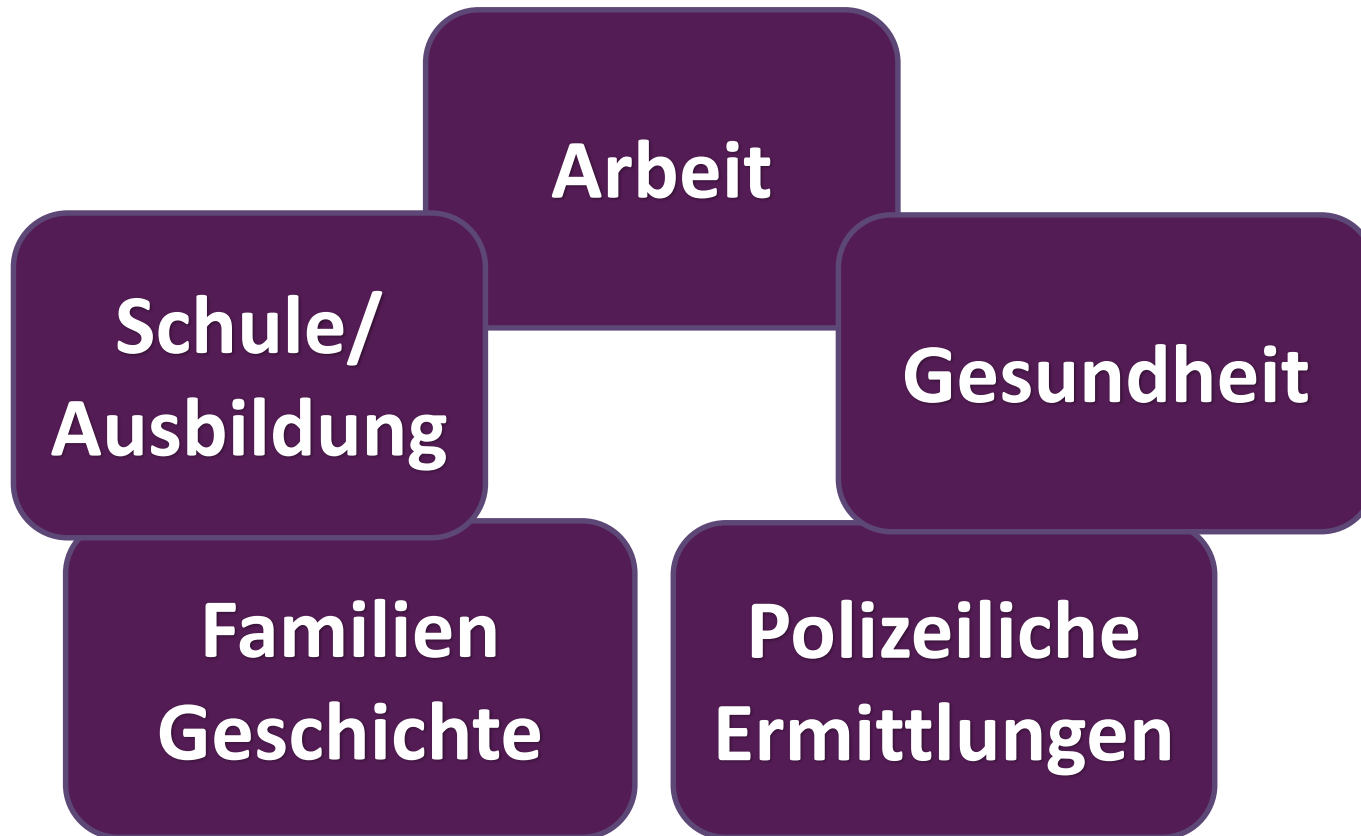 Arbeit
Schule/
Ausbildung
Gesundheit
Familien
Geschichte
Polizeiliche
Ermittlungen